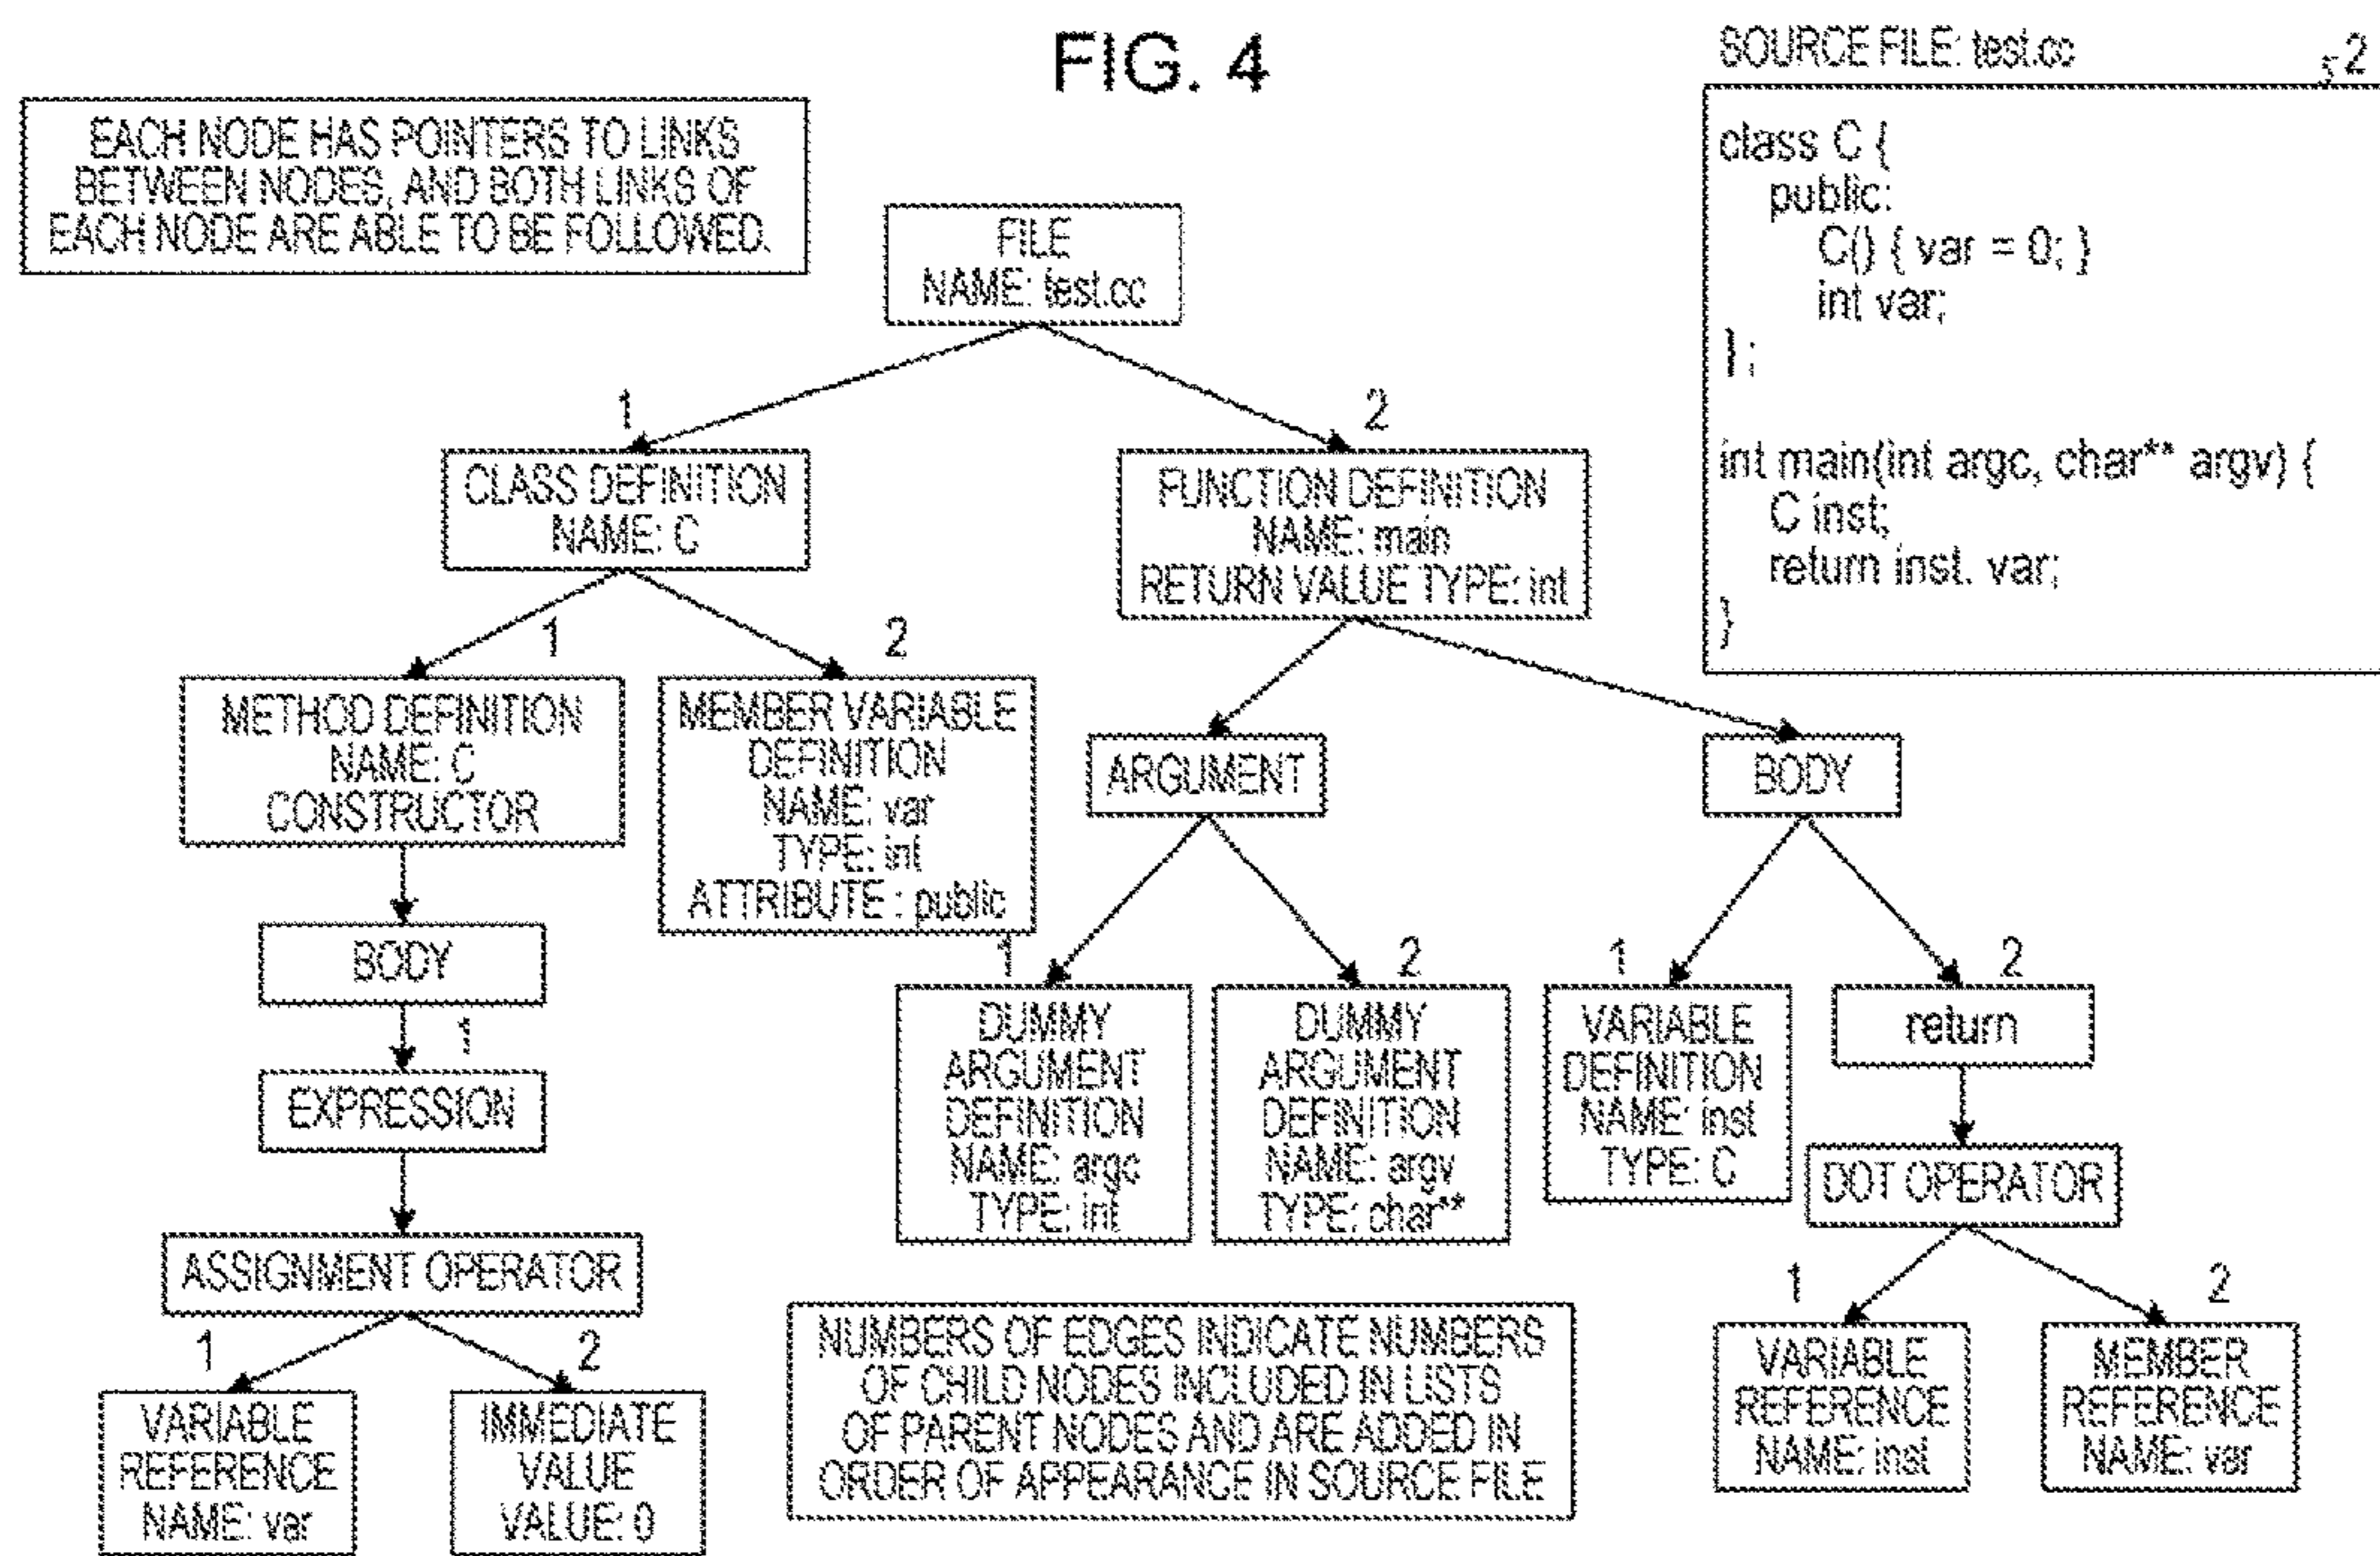 FIG. 4
SOURCE FILE: test.cc
2
class C {
public:
C() { var = 0; }
int var;
};
int main(int argc, char** argv) {
C inst;
return inst. var;
}
EACH NODE HAS POINTERS TO LINKS
BETWEEN NODES, AND BOTH LINKS OF
EACH NODE ARE ABLE TO BE FOLLOWED.
FILE
NAME: test.cc
1
2
CLASS DEFINITION
NAME: C
FUNCTION DEFINITION
NAME: main
RETURN VALUE TYPE: int
1
2
METHOD DEFINITION
NAME: C
CONSTRUCTOR
MEMBER VARIABLE
DEFINITION
NAME: var
TYPE: int
ATTRIBUTE : public
ARGUMENT
BODY
BODY
1
EXPRESSION
ASSIGNMENT OPERATOR
1
2
VARIABLE
REFERENCE
NAME: var
IMMEDIATE
VALUE
VALUE: 0
1
2
DUMMY
ARGUMENT
DEFINITION
NAME: argc
TYPE: int
DUMMY
ARGUMENT
DEFINITION
NAME: argv
TYPE: char**
1
2
VARIABLE
DEFINITION
NAME: inst
TYPE: C
return
DOT OPERATOR
1
2
VARIABLE
REFERENCE
NAME: inst
MEMBER
REFERENCE
NAME: var
NUMBERS OF EDGES INDICATE NUMBERS
OF CHILD NODES INCLUDED IN LISTS
OF PARENT NODES AND ARE ADDED IN
ORDER OF APPEARANCE IN SOURCE FILE